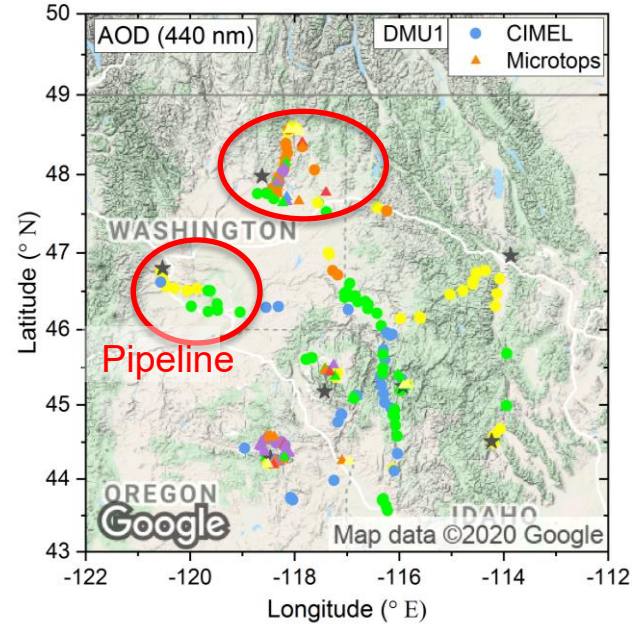 AOD (440 nm)
DMU1
CIMEL
Microtops
50
49
48
47
46
45
44
43
Latitude (° N)
WASHINGTON
Pipeline
OREGON
IDAHO
Google
Map data ©2020 Google
-122
-120
-118
-116
-114
-112
Longitude (° E)